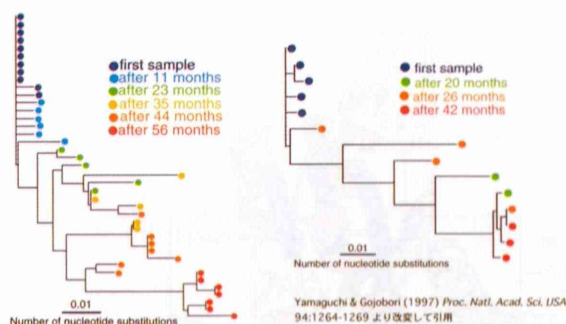 first sample
after 11 months
after 23 months
after 35 months
after 44 months
after 56 months
0.01
Number of nucleotide substitutions
first sample
after 20 months
after 26 months
after 42 months
0.01
Number of nucleotide substitutions
Yamaguchi & Gojobori (1997) Proc. Natl. Acad. Sci. USA
94:1264-1269 より改変して引用